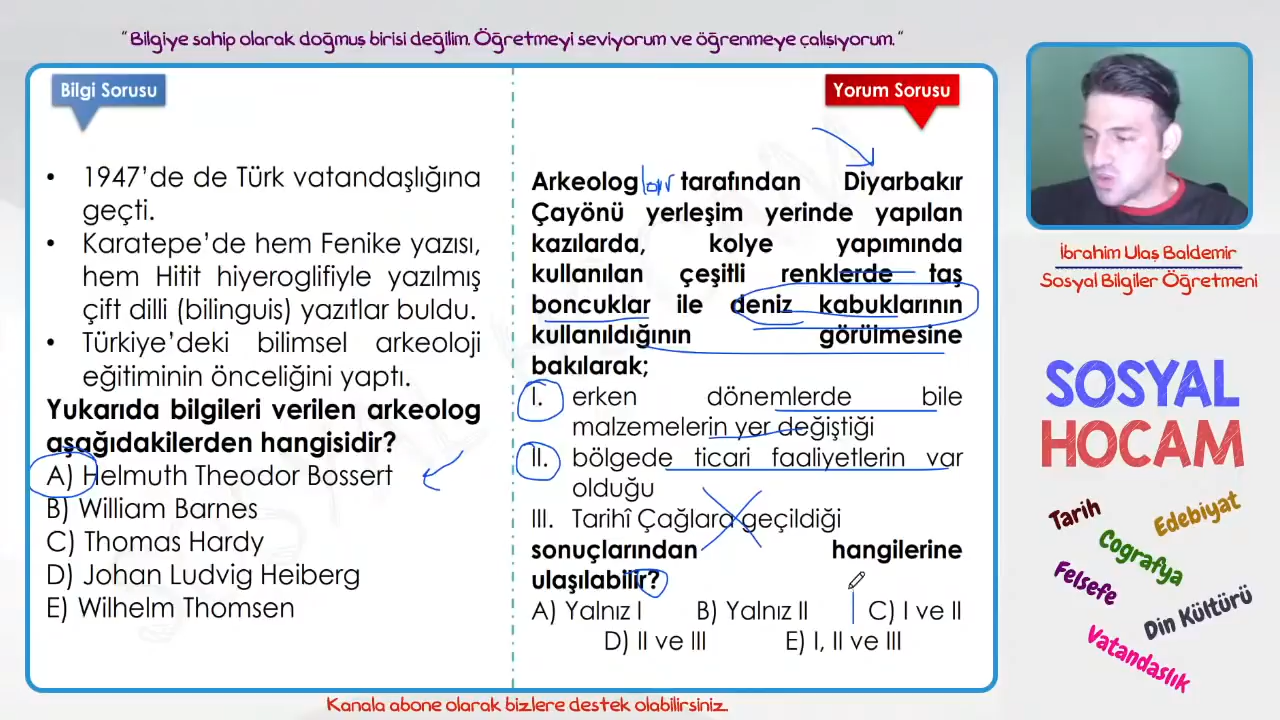 "Bilgiye sahip olarak doğmuş birisi değilim. Öğretmeyi seviyorum ve öğrenmeye çalışıyorum."
Bilgi Sorusu
• 1947'de de Türk vatandaşlığına
geçti.
• Karatepe'de hem Fenike yazısı,
hem Hitit hiyeroglifiyle yazılmış
çift dilli (bilinguis) yazıtlar buldu.
• Türkiye'deki bilimsel arkeoloji
eğitiminin önceliğini yaptı.
Yukarıda bilgileri verilen arkeolog
aşağıdakilerden hangisidir?
A) Helmuth Theodor Bossert
B) William Barnes
C) Thomas Hardy
D) Johan Ludvig Heiberg
E) Wilhelm Thomsen
Yorum Sorusu
Arkeologlar tarafından Diyarbakır
Çayönü yerleşim yerinde yapılan
kazılarda, kolye yapımında
kullanılan çeşitli renklerde taş
boncuklar ile deniz kabuklarının
kullanıldığının görülmesine
bakılarak;
I. erken dönemlerde bile
malzemelerin yer değiştiği
II. bölgede ticari faaliyetlerin var
olduğu
III. Tarihî Çağlara geçildiği
sonuçlarından hangilerine
ulaşılabilir?
A) Yalnız I B) Yalnız II C) I ve II
D) II ve III E) I, II ve III
İbrahim Ulaş Baldemir
Sosyal Bilgiler Öğretmeni
SOSYAL
HOCAM
Tarih
Edebiyat
Coğrafya
Felsefe
Din Kültürü
Vatandaslık
Kanala abone olarak bizlere destek olabilirsiniz.